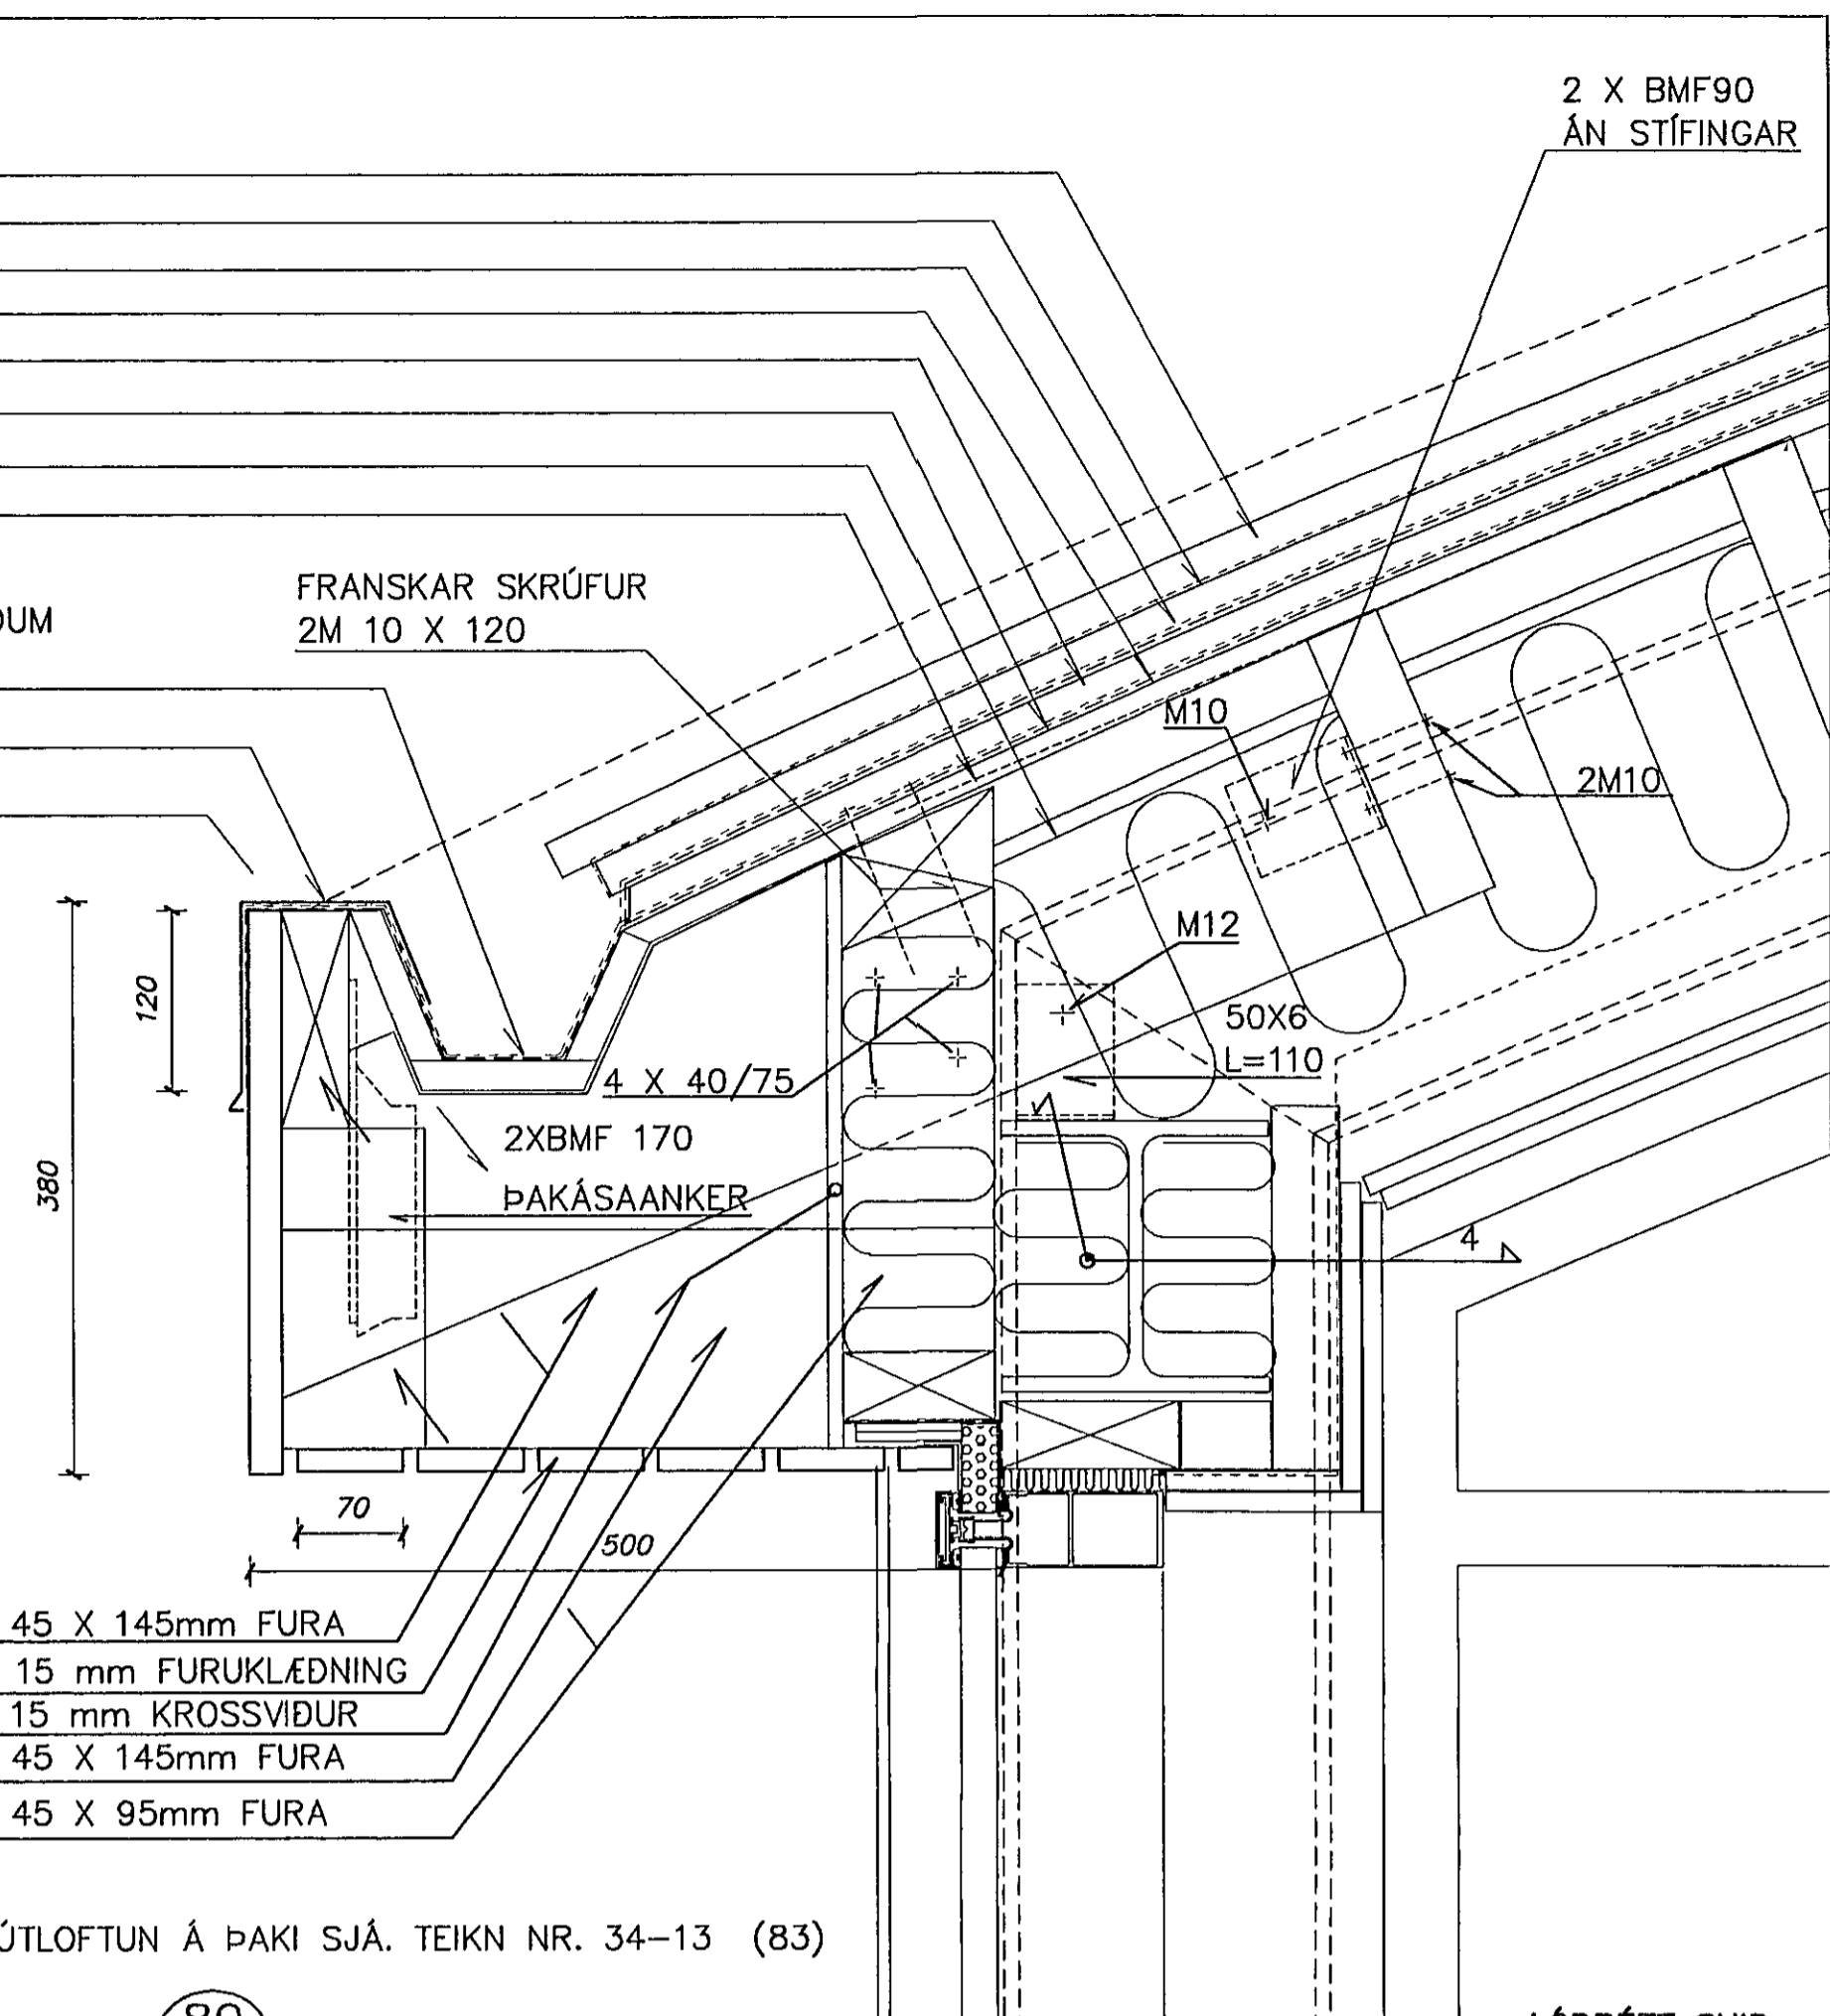 2 X BMF90
ÁN STÍFINGAR
FRANSKAR SKRÚFUR
2M 10 X 120
M10
2M10
M12
50X6
L=110
120
380
4 X 40/75
2XBMF 170
ÞAKÁSAANKER
4
70
500
45 X 145mm FURA
15 mm FURUKLÆÐNING
15 mm KROSSVIÐUR
45 X 145mm FURA
45 X 95mm FURA
ÚTLOFTUN Á ÞAKI SJÁ. TEIKN NR. 34-13 (83)